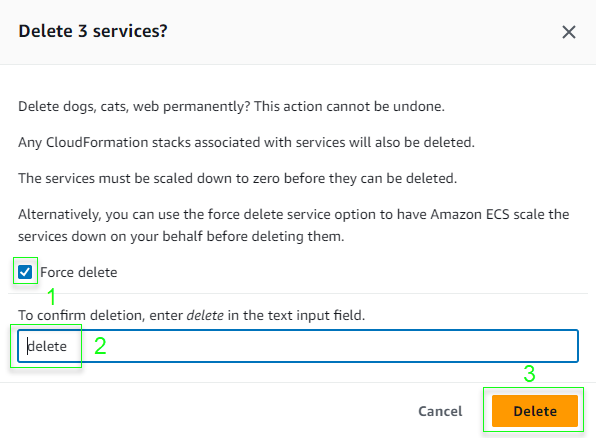 Delete 3 services?
Delete dogs, cats, web permanently? This action cannot be undone.
Any CloudFormation stacks associated with services will also be deleted.
The services must be scaled down to zero before they can be deleted.
Alternatively, you can use the force delete service option to have Amazon ECS scale the
services down on your behalf before deleting them.
Force delete
1
To confirm deletion, enter delete in the text input field.
delete 2
3
Cancel Delete